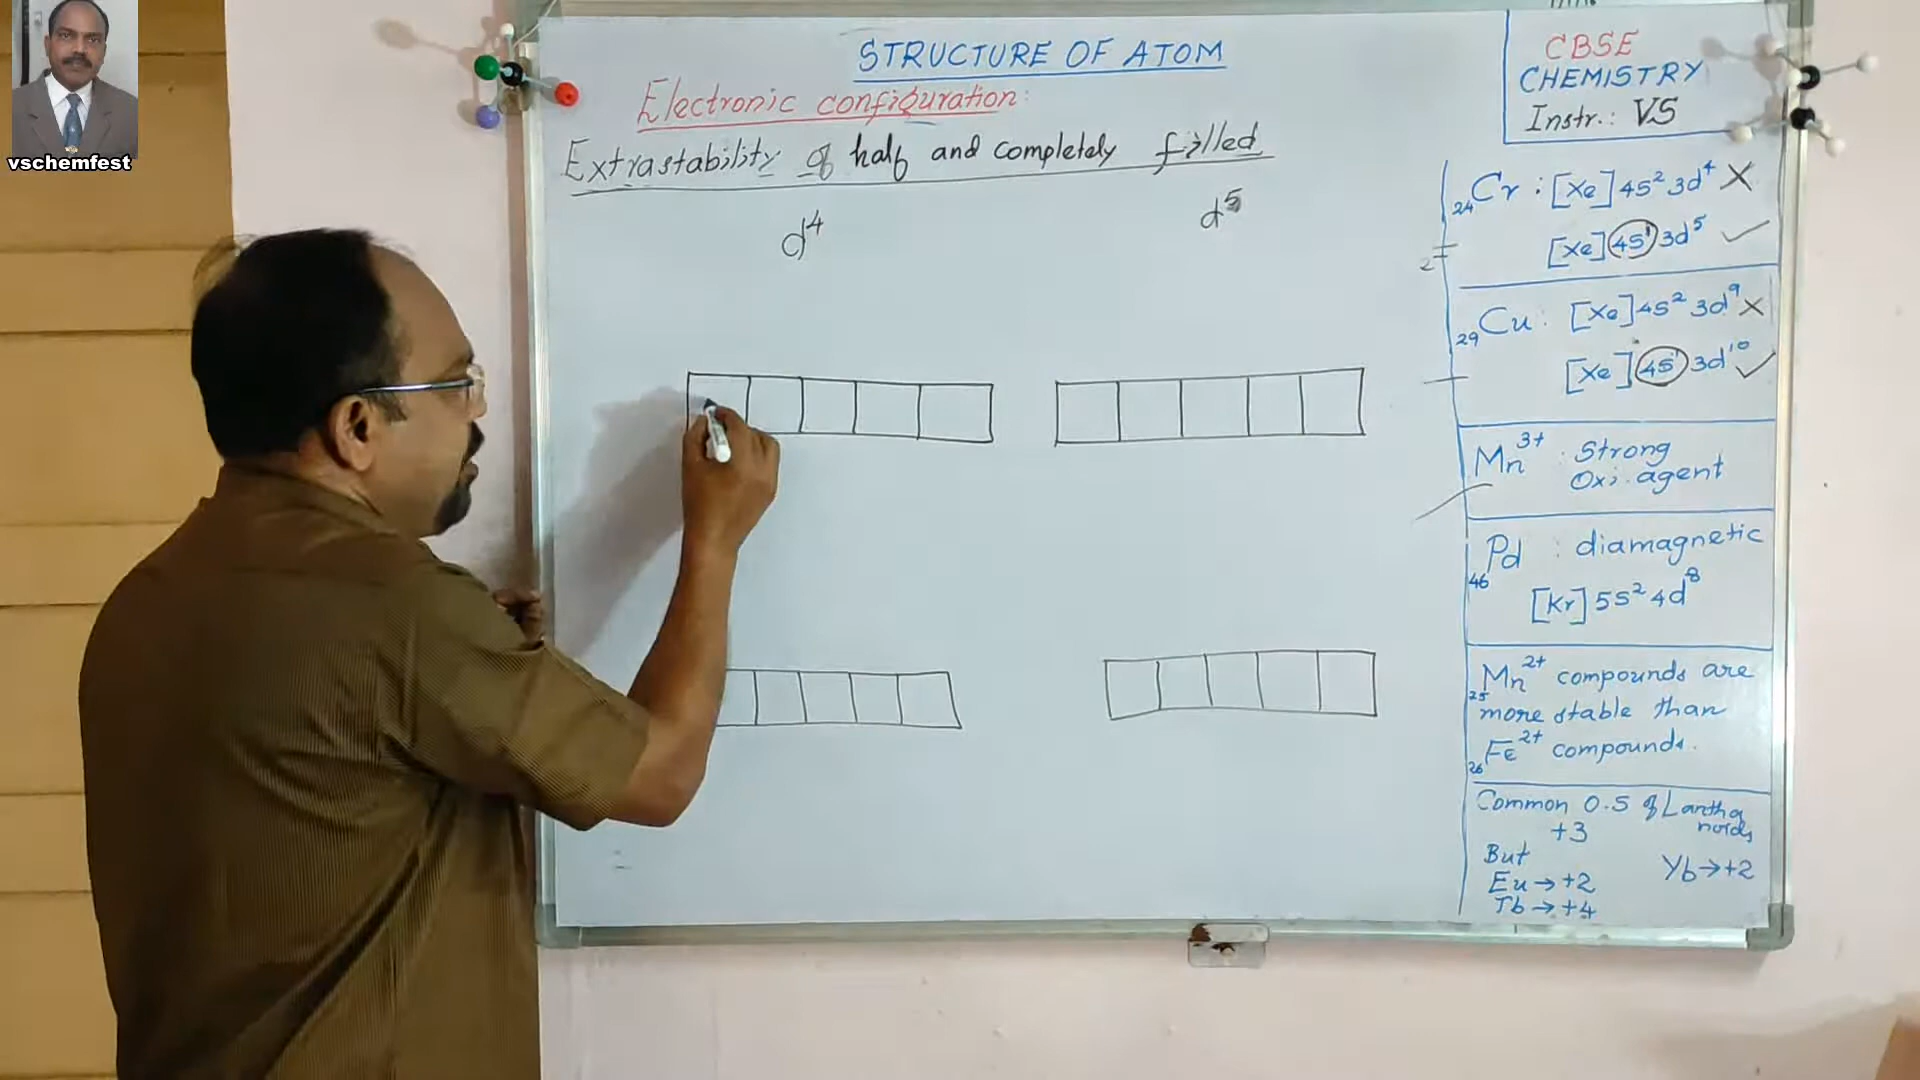 vschemfest
STRUCTURE OF ATOM
Electronic configuration:
Extrastability of half and completely filled
d⁴
d⁵
CBSE
CHEMISTRY
Instr.: VS
₂₄Cr : [Xe] 4s² 3d⁴ X
[Xe] 4s¹ 3d⁵ ✓
2
₂₉Cu : [Xe] 4s² 3d⁹ X
[Xe] 4s¹ 3d¹⁰ ✓
Mn³⁺ : Strong
Oxi. agent
₄₆Pd : diamagnetic
[Kr] 5s² 4d⁸
₂₅Mn²⁺ compounds are
more stable than
₂₆Fe²⁺ compounds.
Common O.S of Lantha
noids
+3
But
Eu → +2
Yb → +2
Tb → +4